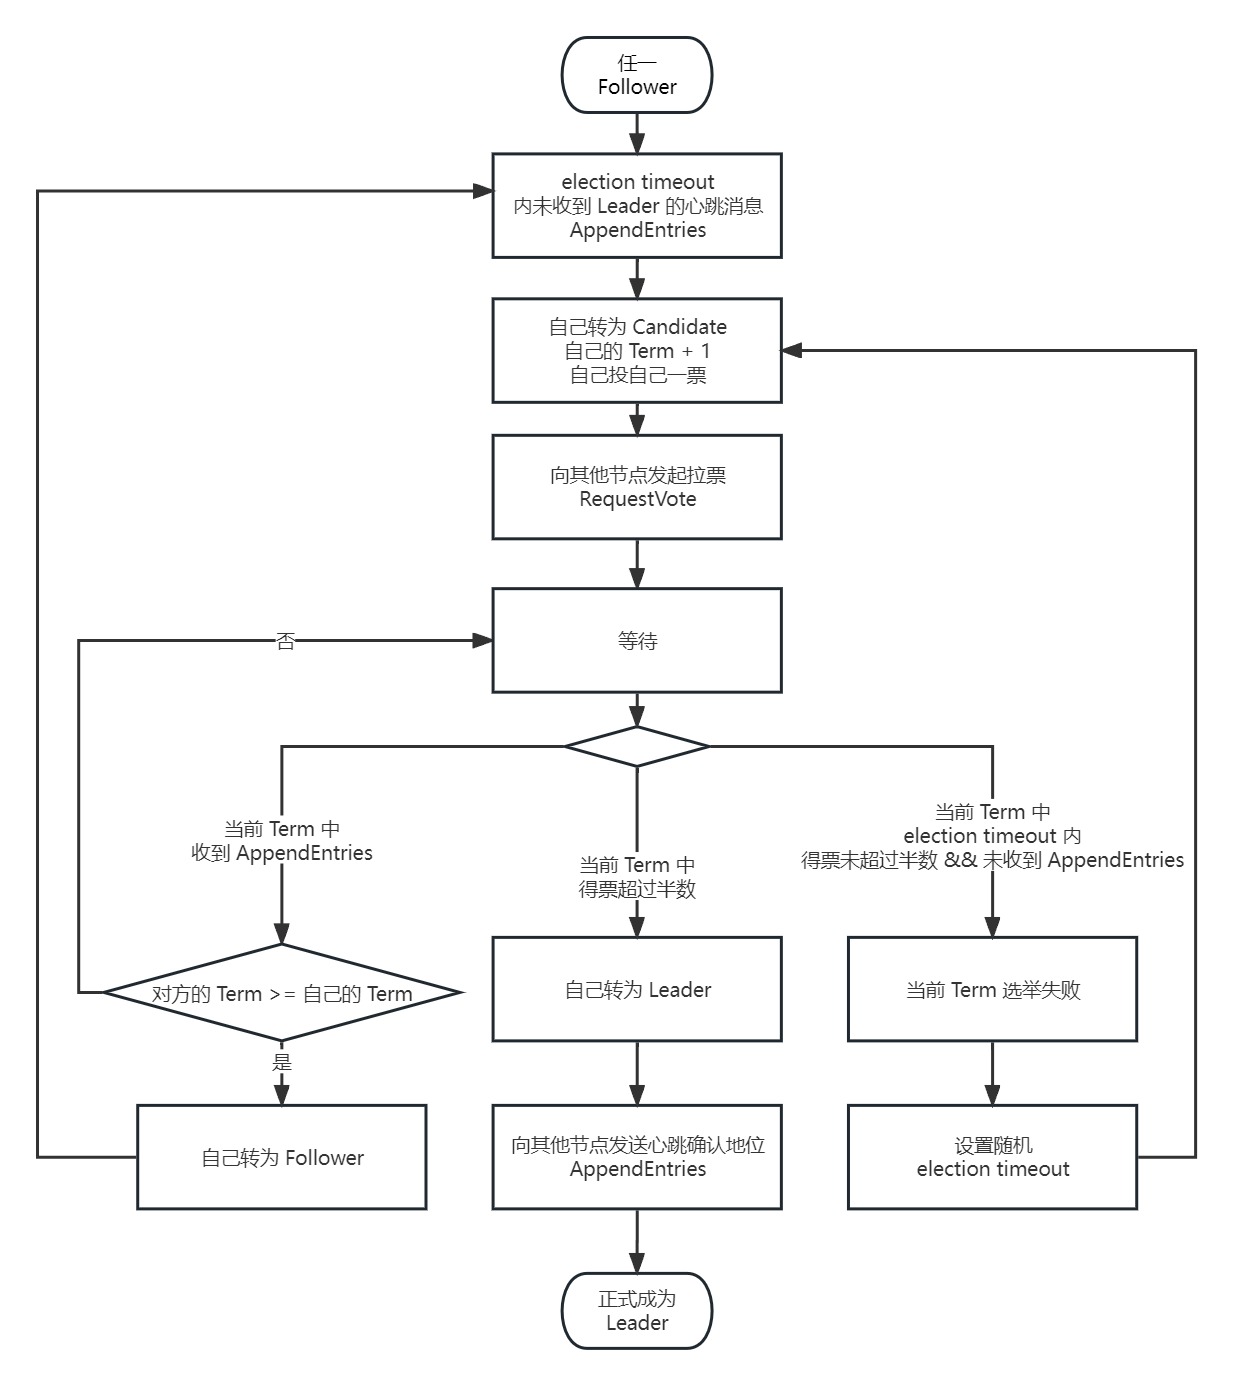 任一
Follower
election timeout
内未收到 Leader 的心跳消息
AppendEntries
自己转为 Candidate
自己的 Term + 1
自己投自己一票
向其他节点发起拉票
RequestVote
等待
否
当前 Term 中
收到 AppendEntries
当前 Term 中
得票超过半数
当前 Term 中
election timeout 内
得票未超过半数 && 未收到 AppendEntries
对方的 Term >= 自己的 Term
自己转为 Leader
当前 Term 选举失败
是
自己转为 Follower
向其他节点发送心跳确认地位
AppendEntries
设置随机
election timeout
正式成为
Leader